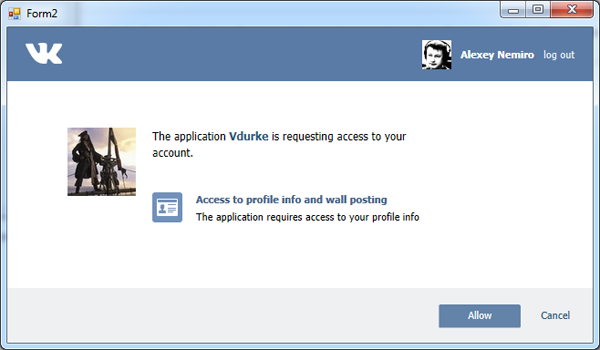 Form2
Alexey Nemiro log out
The application Vdurke is requesting access to your
account.
Access to profile info and wall posting
The application requires access to your profile info
Allow Cancel